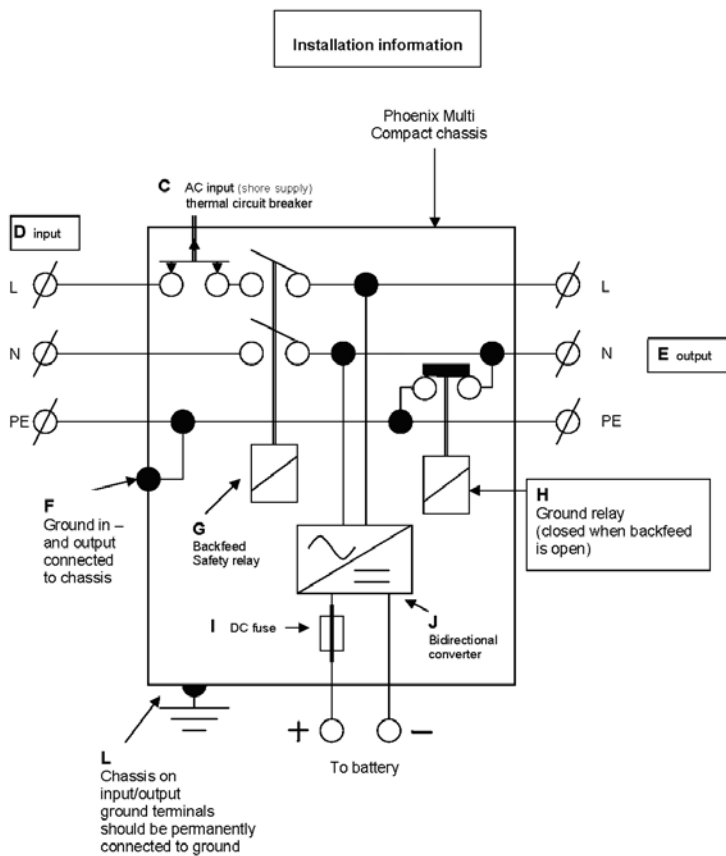 Installation information
Phoenix Multi
Compact chassis
C AC input (shore supply)
thermal circuit breaker
D input
L
L
N
N
E output
PE
PE
F
Ground in –
and output
connected
to chassis
G
Backfeed
Safety relay
H
Ground relay
(closed when backfeed
is open)
I DC fuse
J
Bidirectional
converter
+
–
To battery
L
Chassis on
input/output
ground terminals
should be permanently
connected to ground